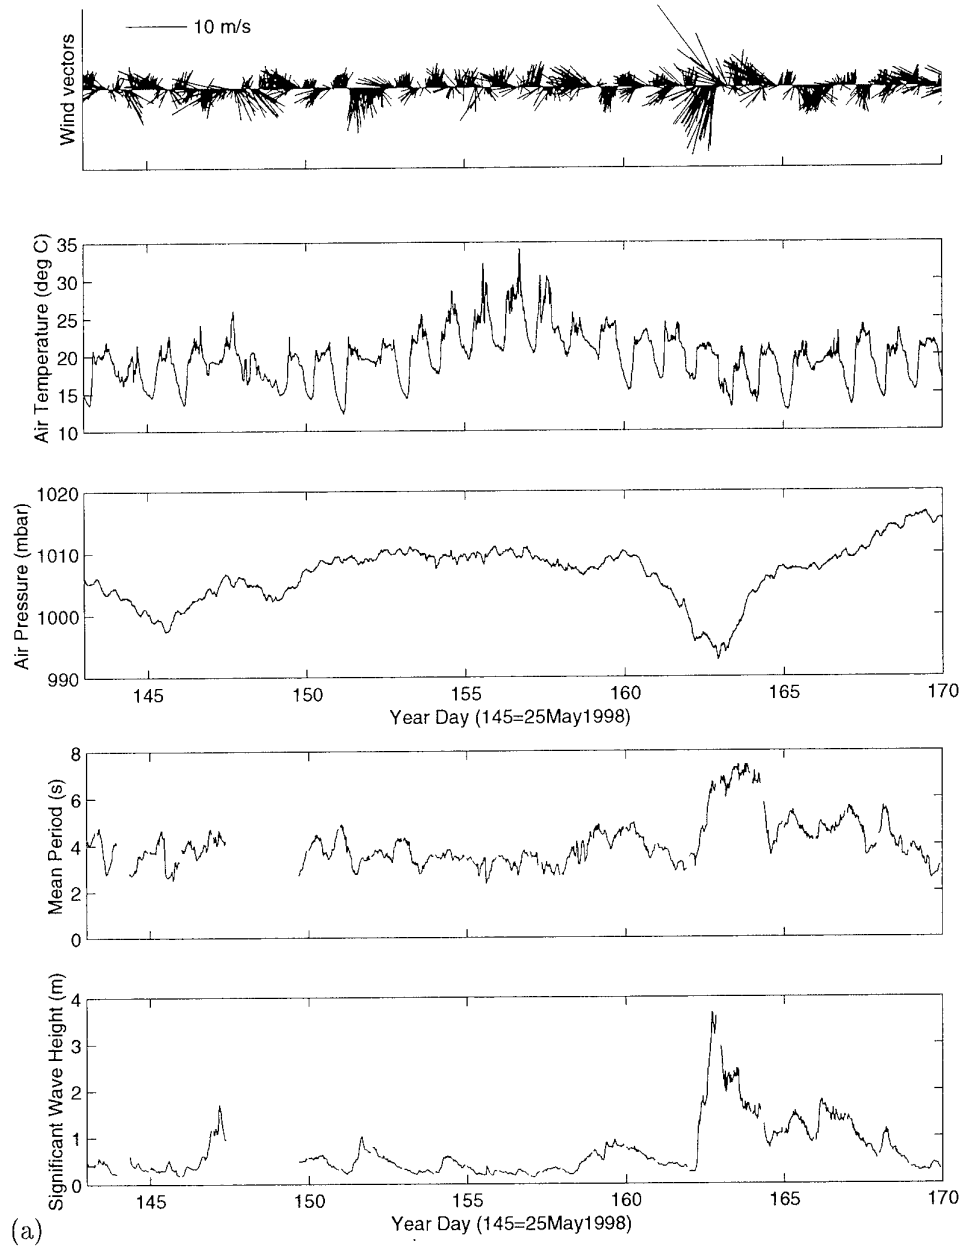 10 m/s
Wind vectors
35
30
25
20
15
10
Air Temperature (deg C)
1020
1010
1000
990
Air Pressure (mbar)
145 150 155 160 165 170
Year Day (145=25May1998)
8
6
4
2
0
Mean Period (s)
4
3
2
1
0
Significant Wave Height (m)
145 150 155 160 165 170
Year Day (145=25May1998)
(a)